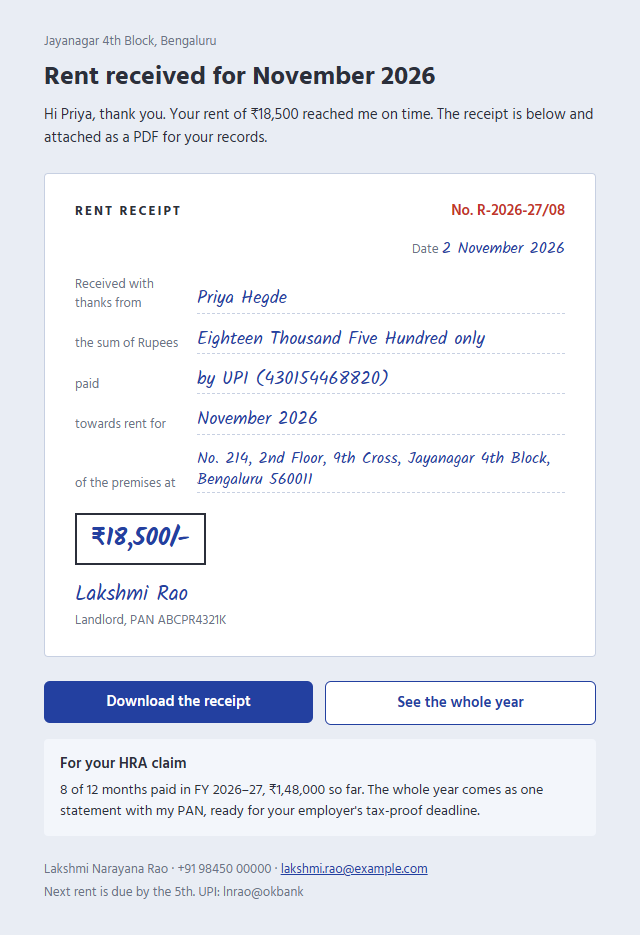 Jayanagar 4th Block, Bengaluru
Rent received for November 2026
Hi Priya, thank you. Your rent of ₹18,500 reached me on time. The receipt is below and
attached as a PDF for your records.
RENT RECEIPT
No. R-2026-27/08
Date 2 November 2026
Received with
thanks from Priya Hegde
the sum of Rupees Eighteen Thousand Five Hundred only
paid by UPI (430154468820)
towards rent for November 2026
No. 214, 2nd Floor, 9th Cross, Jayanagar 4th Block,
of the premises at Bengaluru 560011
₹18,500/-
Lakshmi Rao
Landlord, PAN ABCPR4321K
Download the receipt
See the whole year
For your HRA claim
8 of 12 months paid in FY 2026–27, ₹1,48,000 so far. The whole year comes as one
statement with my PAN, ready for your employer's tax-proof deadline.
Lakshmi Narayana Rao · +91 98450 00000 · lakshmi.rao@example.com
Next rent is due by the 5th. UPI: lnrao@okbank